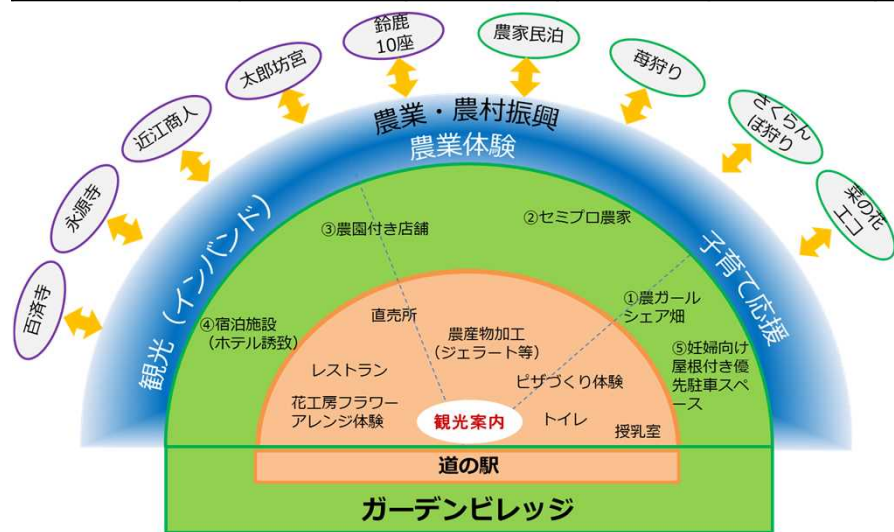 鈴鹿
10座
農家民泊
太郎坊宮
苺狩り
近江商人
さくらん
ぼ狩り
永源寺
菜の花
エコ
百済寺
農業・農村振興
農業体験
観光（インバンド）
子育て応援
③農園付き店舗
②セミプロ農家
①農ガール
シェア畑
④宿泊施設
（ホテル誘致）
⑤妊婦向け
屋根付き優
先駐車スペ
ース
直売所
農産物加工
（ジェラート等）
レストラン
ピザづくり体験
花工房フラワー
アレンジ体験
観光案内
トイレ
授乳室
道の駅
ガーデンビレッジ